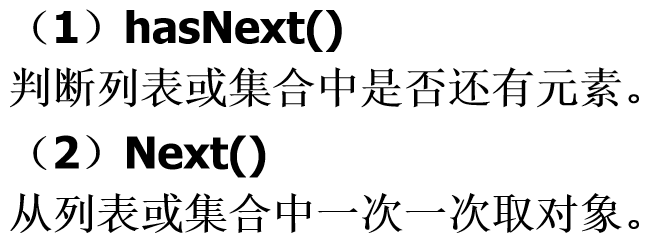 （1）hasNext()
判断列表或集合中是否还有元素。
（2）Next()
从列表或集合中一次一次取对象。